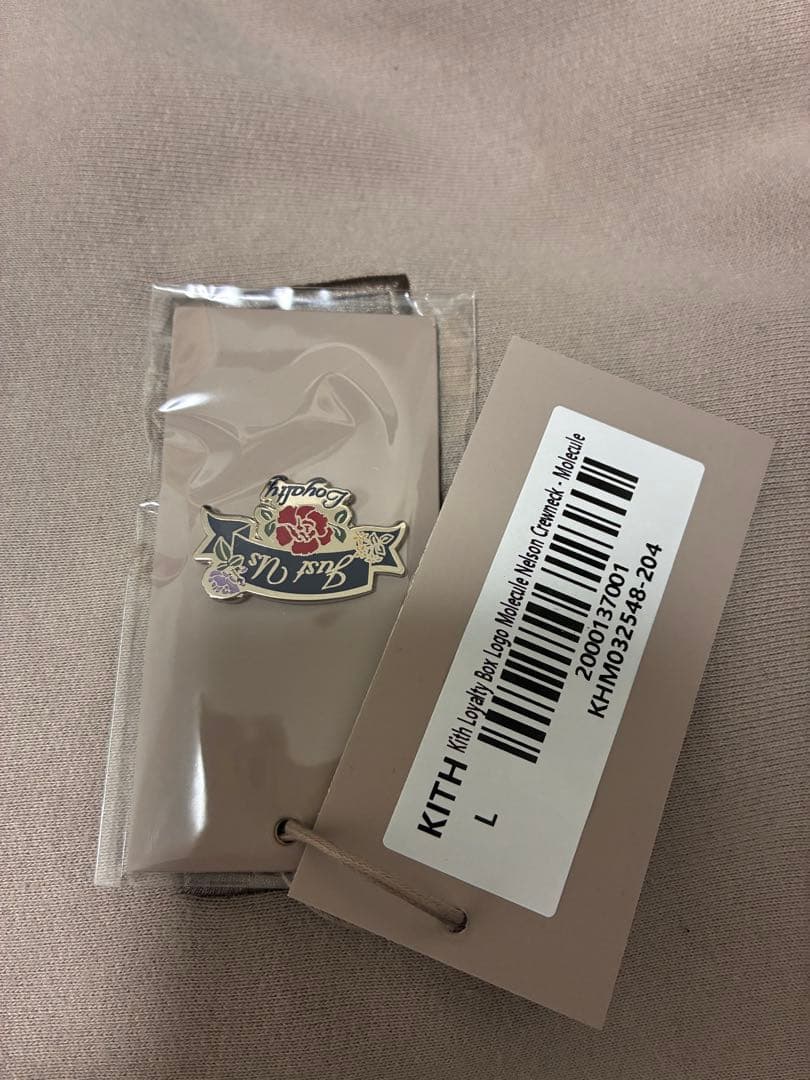 Loyalty
Just Us
KITH Kith Loyalty Box Logo Molecule Nelson Crewneck - Molecule
L
2000137001
KHM032548-204